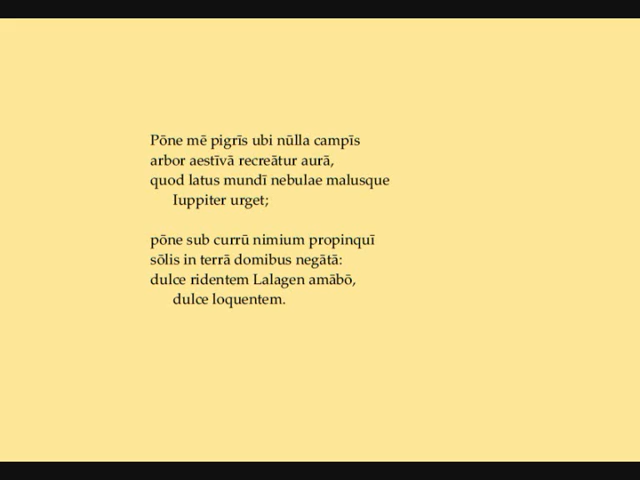 Pōne mē pigrīs ubi nūlla campīs
arbor aestīvā recreātur aurā,
quod latus mundī nebulae malusque
Iuppiter urget;
pōne sub currū nimium propinquī
sōlis in terrā domibus negātā:
dulce ridentem Lalagen amābō,
dulce loquentem.